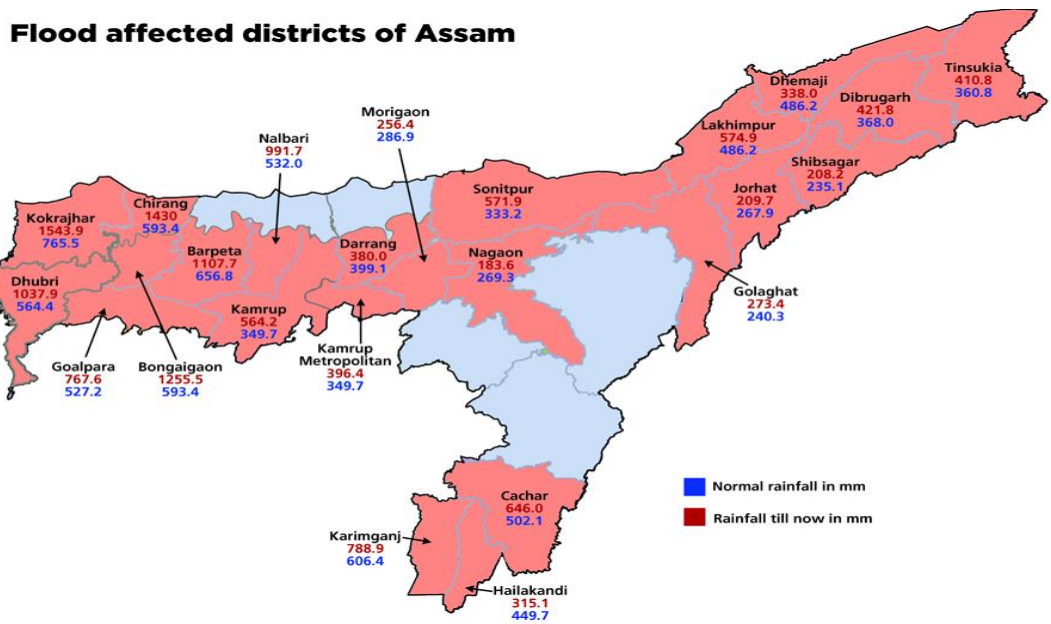 Flood affected districts of Assam
Tinsukia
410.8
360.8
Dhemaji
338.0
486.2
Dibrugarh
421.8
368.0
Lakhimpur
574.9
486.2
Morigaon
256.4
286.9
Nalbari
991.7
532.0
Shibsagar
208.2
235.1
Jorhat
209.7
267.9
Sonitpur
571.9
333.2
Chirang
1430
593.4
Kokrajhar
1543.9
765.5
Darrang
380.0
399.1
Barpeta
1107.7
656.8
Nagaon
183.6
269.3
Dhubri
1037.9
564.4
Golaghat
273.4
240.3
Kamrup
564.2
349.7
Kamrup
Metropolitan
396.4
349.7
Goalpara
767.6
527.2
Bongaigaon
1255.5
593.4
Normal rainfall in mm
Rainfall till now in mm
Cachar
646.0
502.1
Karimganj
788.9
606.4
Hailakandi
315.1
449.7